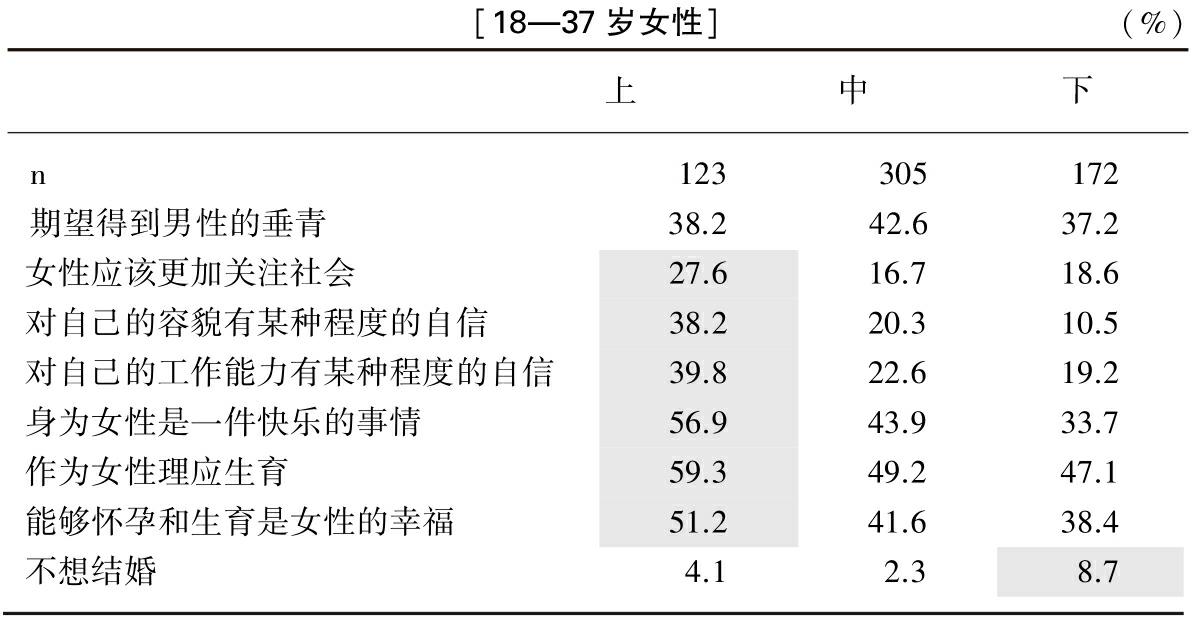 [18—37 岁女性] (%)
上 中 下
n 123 305 172
期望得到男性的垂青 38.2 42.6 37.2
女性应该更加关注社会 27.6 16.7 18.6
对自己的容貌有某种程度的自信 38.2 20.3 10.5
对自己的工作能力有某种程度的自信 39.8 22.6 19.2
身为女性是一件快乐的事情 56.9 43.9 33.7
作为女性理应生育 59.3 49.2 47.1
能够怀孕和生育是女性的幸福 51.2 41.6 38.4
不想结婚 4.1 2.3 8.7